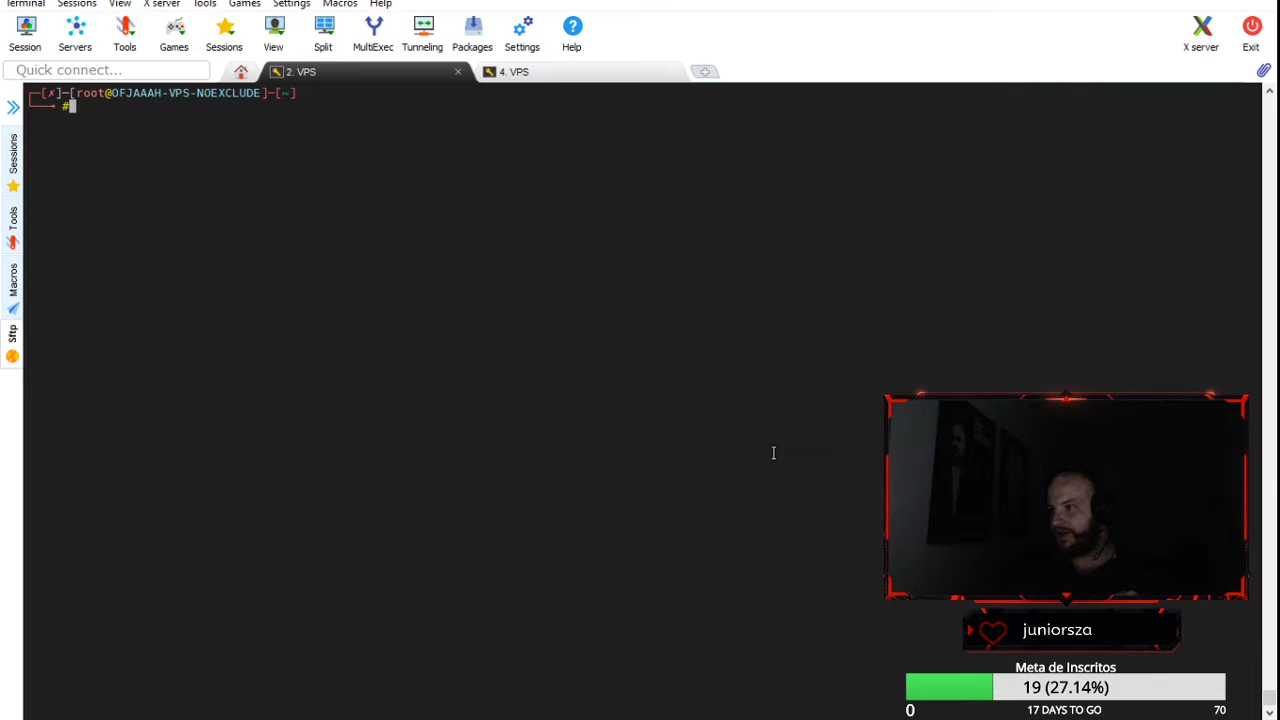 Terminal Sessions View X server Tools Games Settings Macros Help
Session Servers Tools Games Sessions View Split MultiExec Tunneling Packages Settings Help X server Exit
Quick connect... 2. VPS 4. VPS
┌─[✗]─[root@OFJAAAH-VPS-NOEXCLUDE]─[~]
└──╼ #
Sessions
Tools
Macros
Sftp
juniorsza
Meta de Inscritos
19 (27.14%)
0 17 DAYS TO GO 70